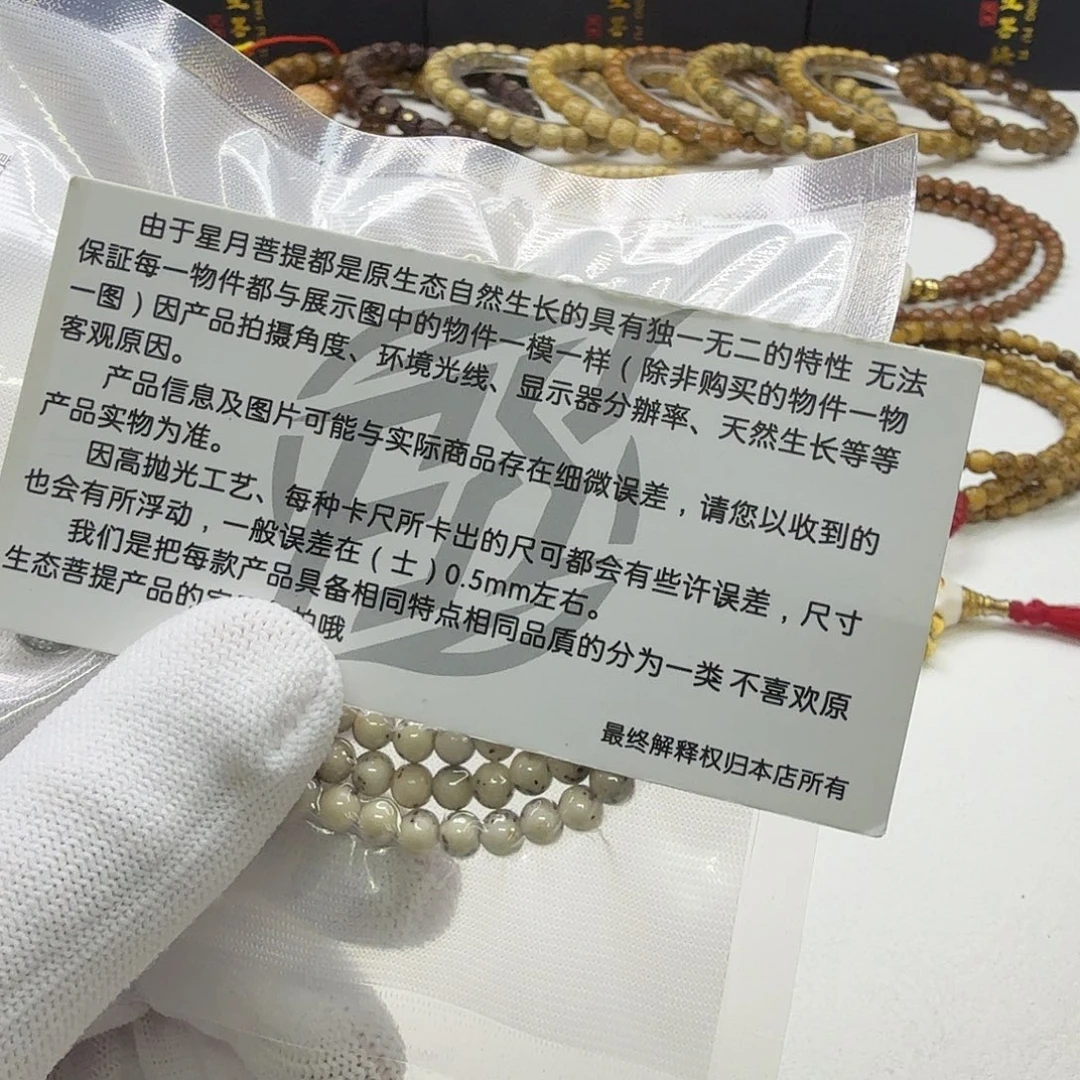 由于星月菩提都是原生态自然生长的具有独一无二的特性 无法
保証每一物件都与展示图中的物件一模一样（除非购买的物件一物
一图）因产品拍摄角度、环境光线、显示器分辦率、天然生长等等
客观原因。
产品信息及图片可能与实际商品存在细微误差，请您以收到的
产品实物为准。
因高抛光工艺、每种卡尺所卡出的尺可都会有些许误差，尺寸
也会有所浮动，一般误差在（士）0.5mm左右。
我们是把每款产品具备相同特点相同品質的分为一类 不喜欢原
生态菩提产品的 拍哦
最终解释权归本店所有